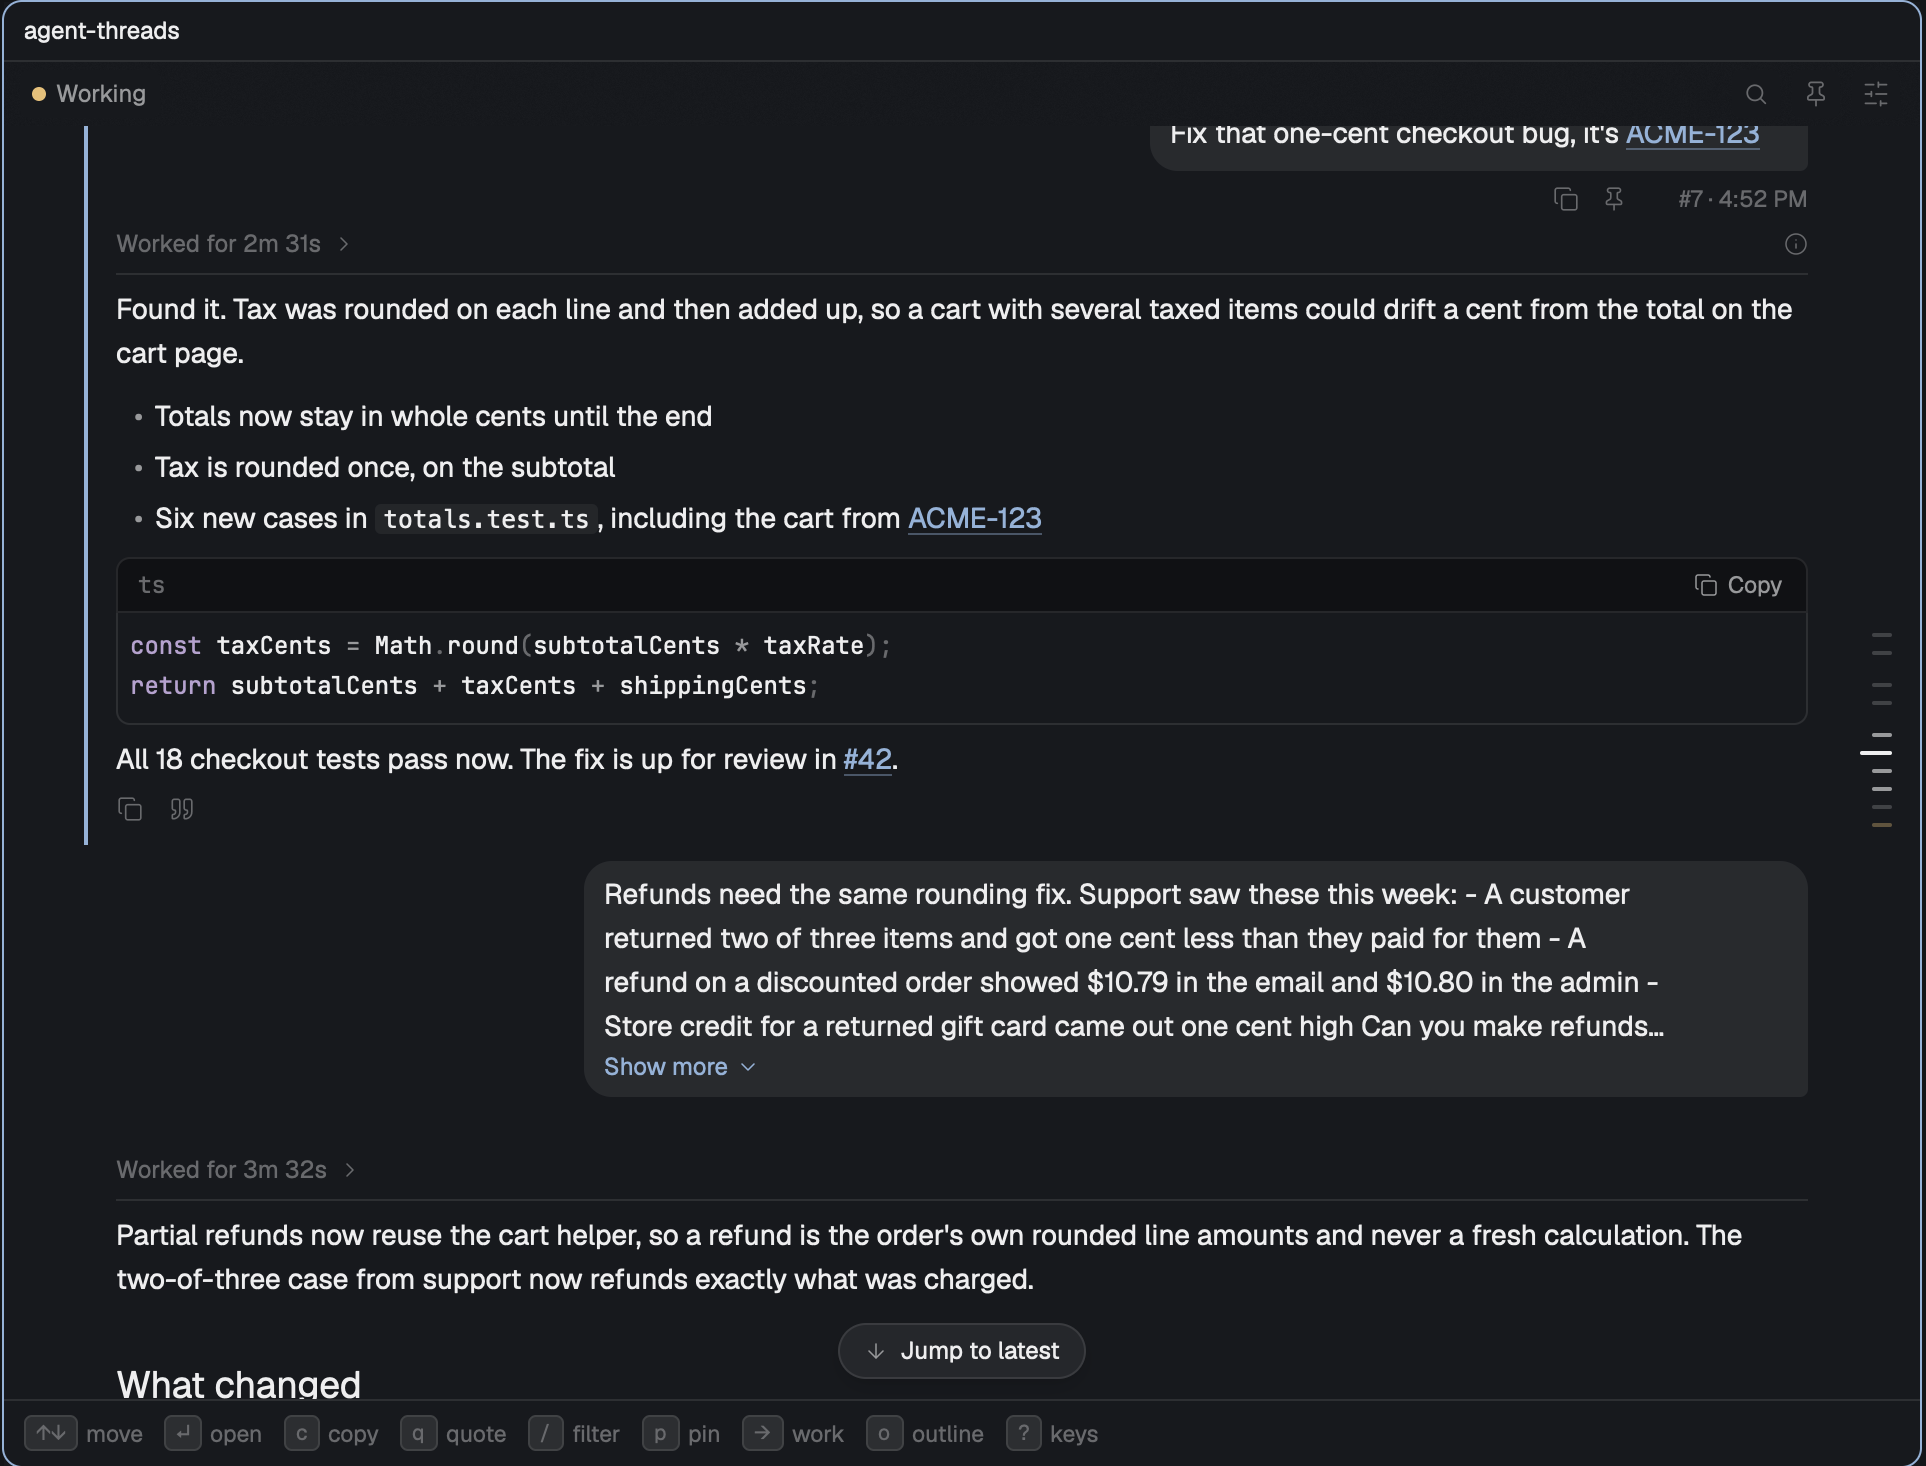 agent-threads
Working
Fix that one-cent checkout bug, it's ACME-123
#7 · 4:52 PM
Worked for 2m 31s
Found it. Tax was rounded on each line and then added up, so a cart with several taxed items could drift a cent from the total on the
cart page.
• Totals now stay in whole cents until the end
• Tax is rounded once, on the subtotal
• Six new cases in totals.test.ts, including the cart from ACME-123
ts
Copy
const taxCents = Math.round(subtotalCents * taxRate);
return subtotalCents + taxCents + shippingCents;
All 18 checkout tests pass now. The fix is up for review in #42.
Refunds need the same rounding fix. Support saw these this week: - A customer
returned two of three items and got one cent less than they paid for them - A
refund on a discounted order showed $10.79 in the email and $10.80 in the admin -
Store credit for a returned gift card came out one cent high Can you make refunds...
Show more
Worked for 3m 32s
Partial refunds now reuse the cart helper, so a refund is the order's own rounded line amounts and never a fresh calculation. The
two-of-three case from support now refunds exactly what was charged.
Jump to latest
What changed
↑↓ move ↵ open c copy q quote / filter p pin → work o outline ? keys